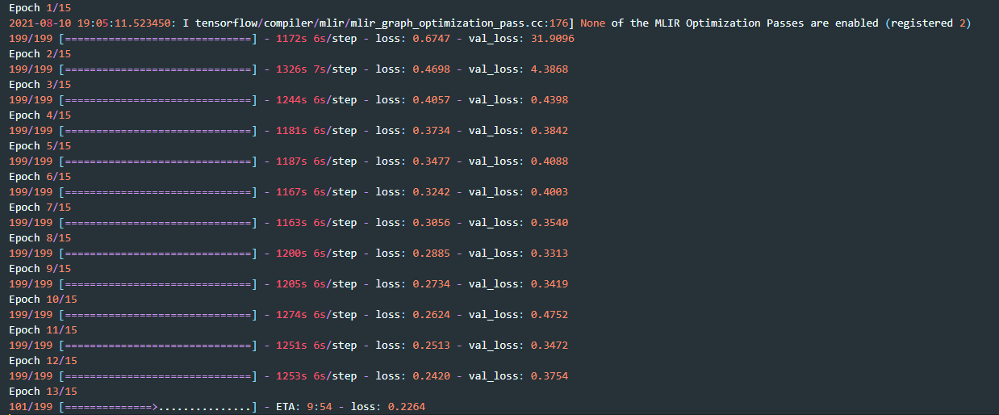 Epoch 1/15
2021-08-10 19:05:11.523450: I tensorflow/compiler/mlir/mlir_graph_optimization_pass.cc:176] None of the MLIR Optimization Passes are enabled (registered 2)
199/199 [==============================] - 1172s 6s/step - loss: 0.6747 - val_loss: 31.9096
Epoch 2/15
199/199 [==============================] - 1326s 7s/step - loss: 0.4698 - val_loss: 4.3868
Epoch 3/15
199/199 [==============================] - 1244s 6s/step - loss: 0.4057 - val_loss: 0.4398
Epoch 4/15
199/199 [==============================] - 1181s 6s/step - loss: 0.3734 - val_loss: 0.3842
Epoch 5/15
199/199 [==============================] - 1187s 6s/step - loss: 0.3477 - val_loss: 0.4088
Epoch 6/15
199/199 [==============================] - 1167s 6s/step - loss: 0.3242 - val_loss: 0.4003
Epoch 7/15
199/199 [==============================] - 1163s 6s/step - loss: 0.3056 - val_loss: 0.3540
Epoch 8/15
199/199 [==============================] - 1200s 6s/step - loss: 0.2885 - val_loss: 0.3313
Epoch 9/15
199/199 [==============================] - 1205s 6s/step - loss: 0.2734 - val_loss: 0.3419
Epoch 10/15
199/199 [==============================] - 1274s 6s/step - loss: 0.2624 - val_loss: 0.4752
Epoch 11/15
199/199 [==============================] - 1251s 6s/step - loss: 0.2513 - val_loss: 0.3472
Epoch 12/15
199/199 [==============================] - 1253s 6s/step - loss: 0.2420 - val_loss: 0.3754
Epoch 13/15
101/199 [==============>...............] - ETA: 9:54 - loss: 0.2264